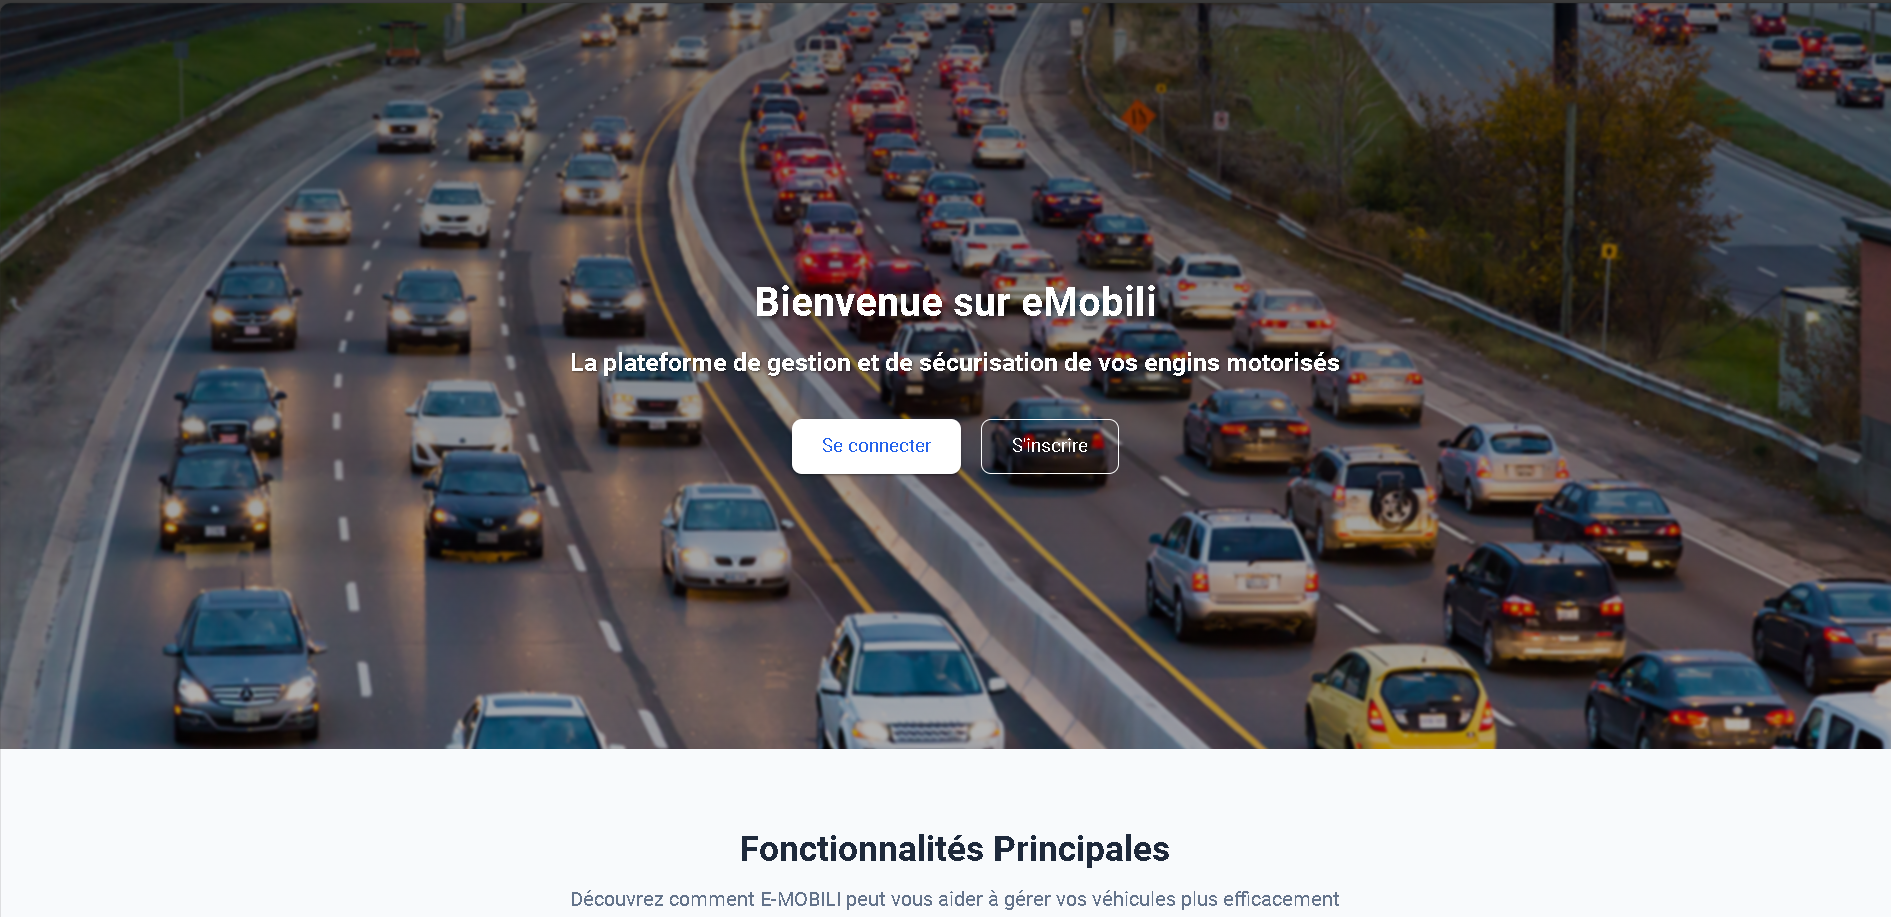 Bienvenue sur eMobili
La plateforme de gestion et de sécurisation de vos engins motorisés
Se connecter
S'inscrire
Fonctionnalités Principales
Découvrez comment E-MOBILI peut vous aider à gérer vos véhicules plus efficacement